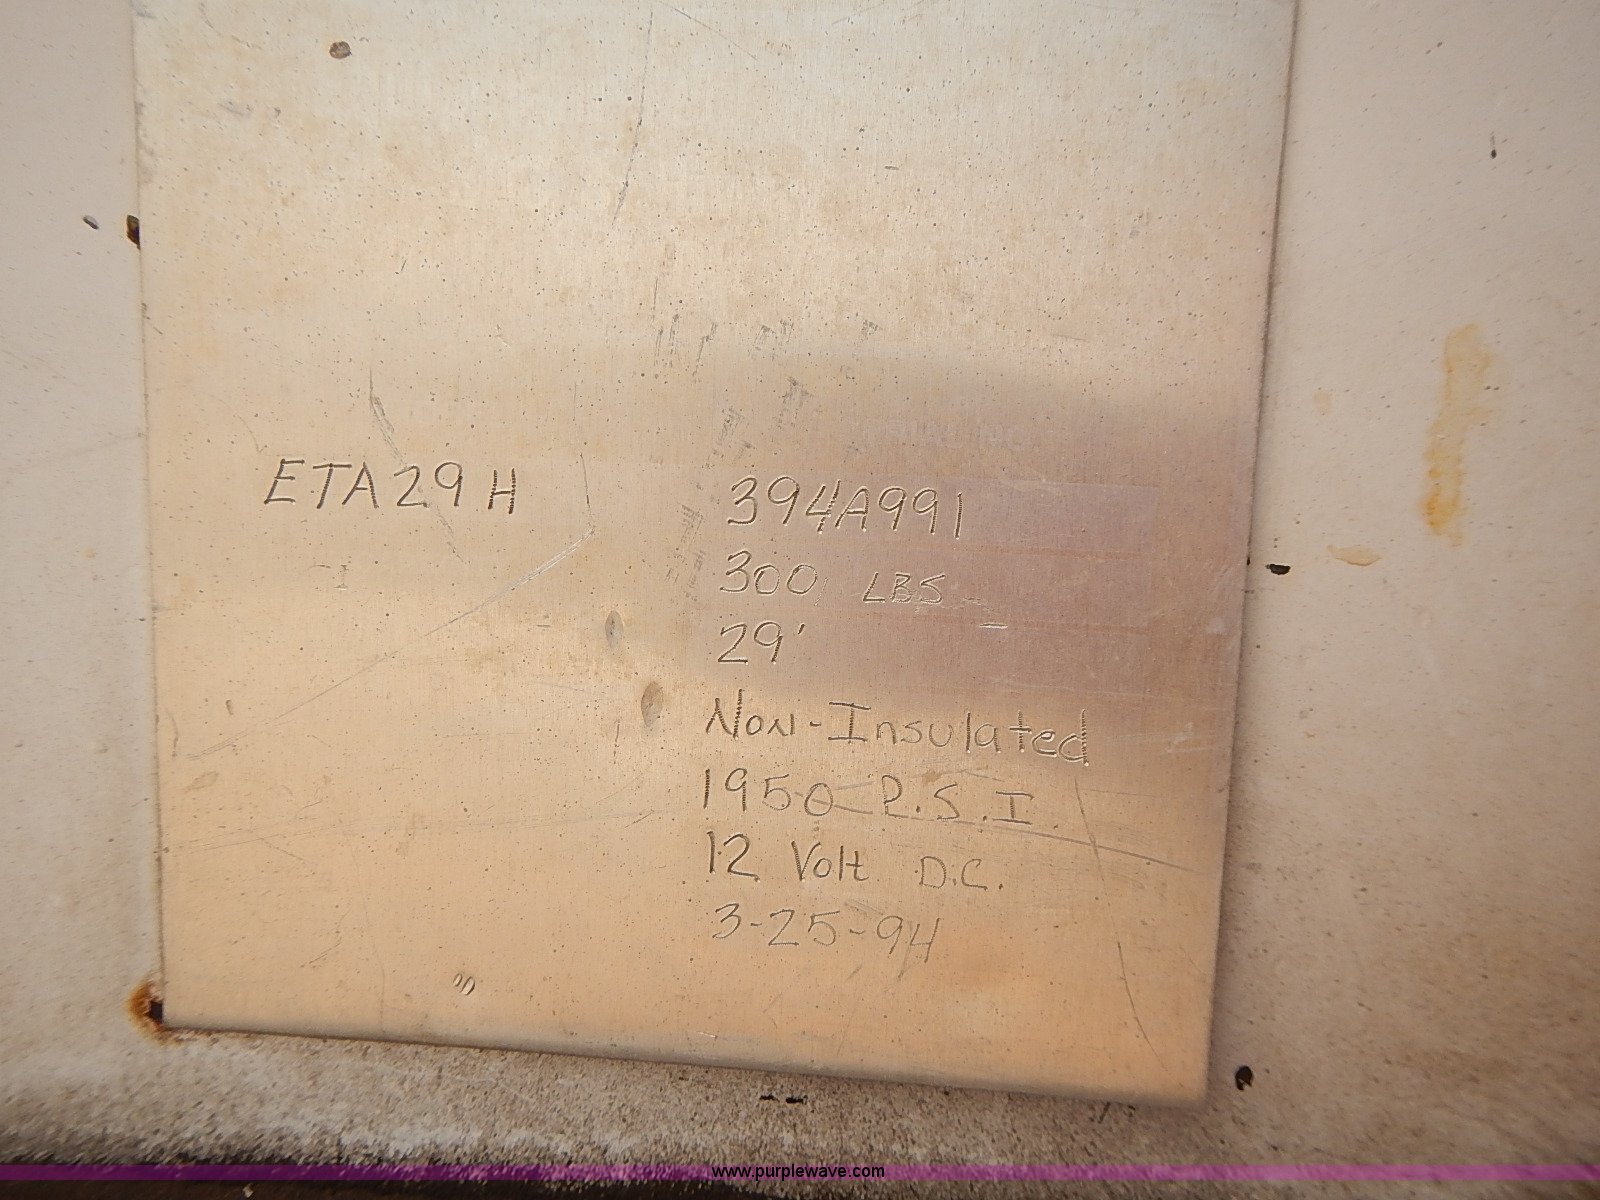 ETA29H
394A991
300 LBS
29'
Non-Insulated
1950 P.S.I.
12 Volt D.C.
3-25-94
www.purplewave.com